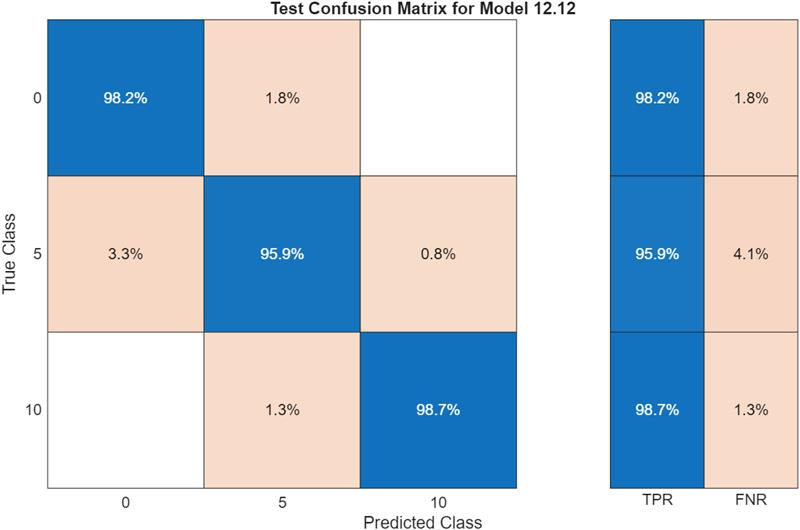 Test Confusion Matrix for Model 12.12
0 98.2% 1.8% 98.2% 1.8%
5 3.3% 95.9% 0.8% 95.9% 4.1%
10 1.3% 98.7% 98.7% 1.3%
0 5 10 TPR FNR
Predicted Class
True Class